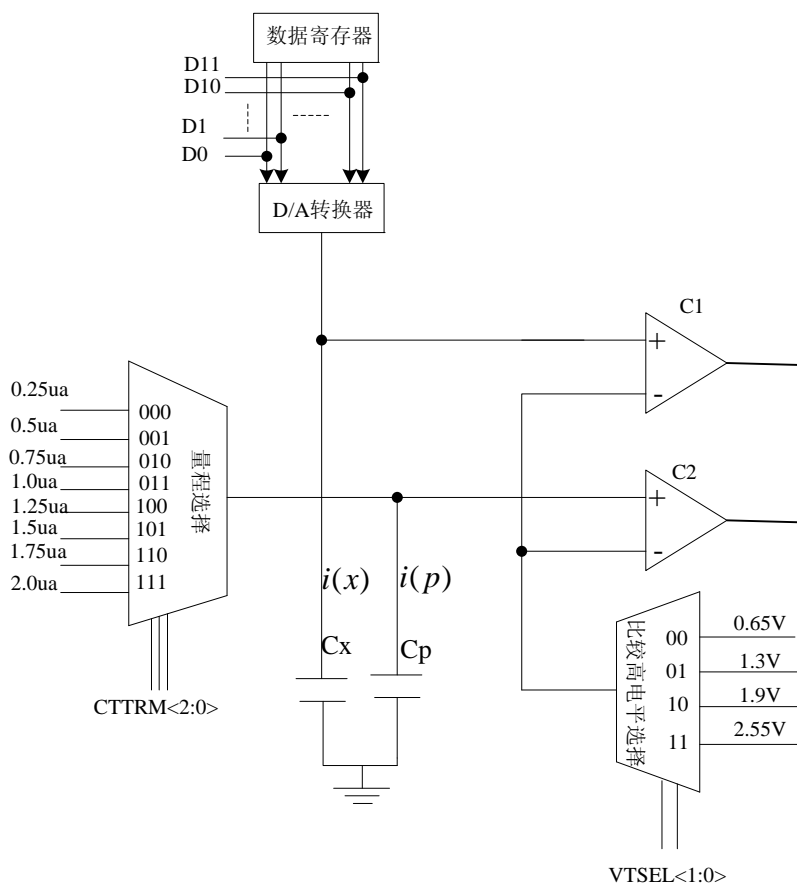 数据寄存器
D11
D10
D1
D0
D/A转换器
C1
+
-
0.25ua
0.5ua
0.75ua
1.0ua
1.25ua
1.5ua
1.75ua
2.0ua
000
001
010
011
100
101
110
111
量程选择
CTTRM<2:0>
C2
+
-
i(x)
i(p)
Cx
Cp
比较高电平选择
00
01
10
11
0.65V
1.3V
1.9V
2.55V
VTSEL<1:0>